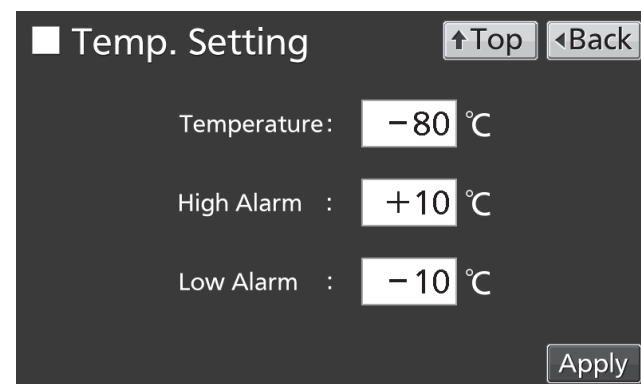 Temp. Setting ↑Top ◂Back
Temperature: −80 ℃
High Alarm : +10 ℃
Low Alarm : −10 ℃
Apply